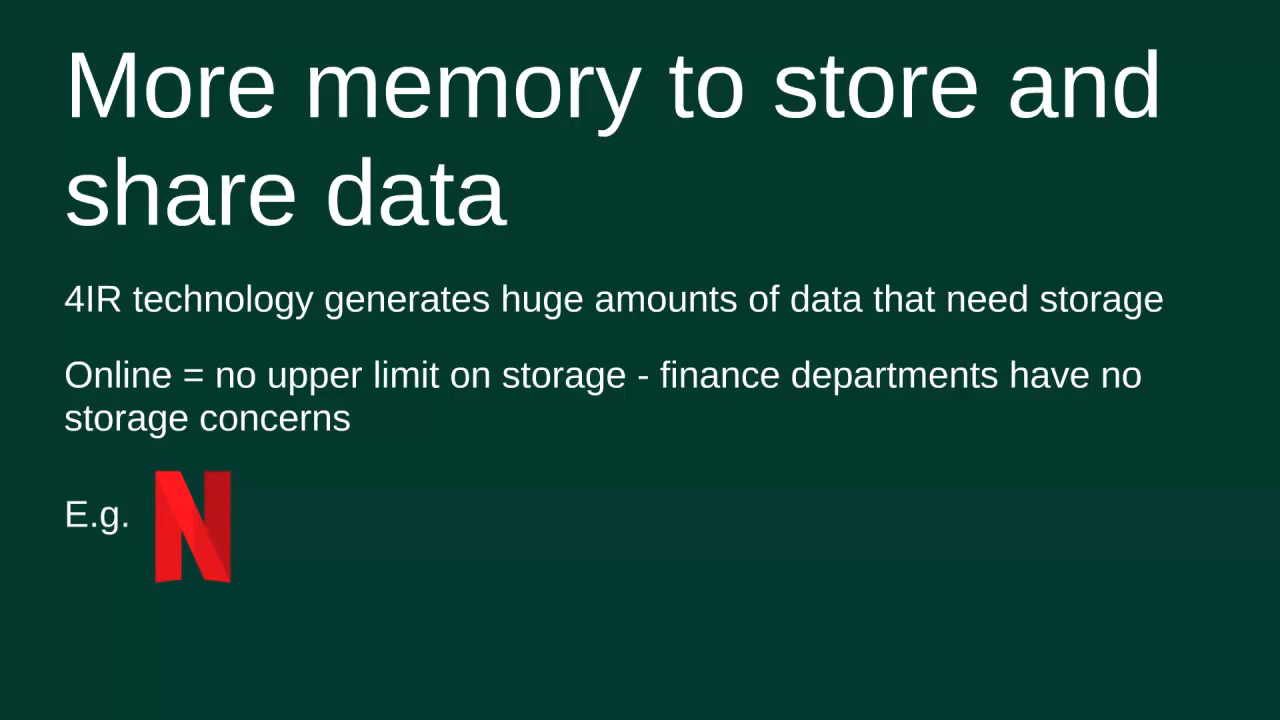 More memory to store and
share data
4IR technology generates huge amounts of data that need storage
Online = no upper limit on storage - finance departments have no
storage concerns
E.g. N